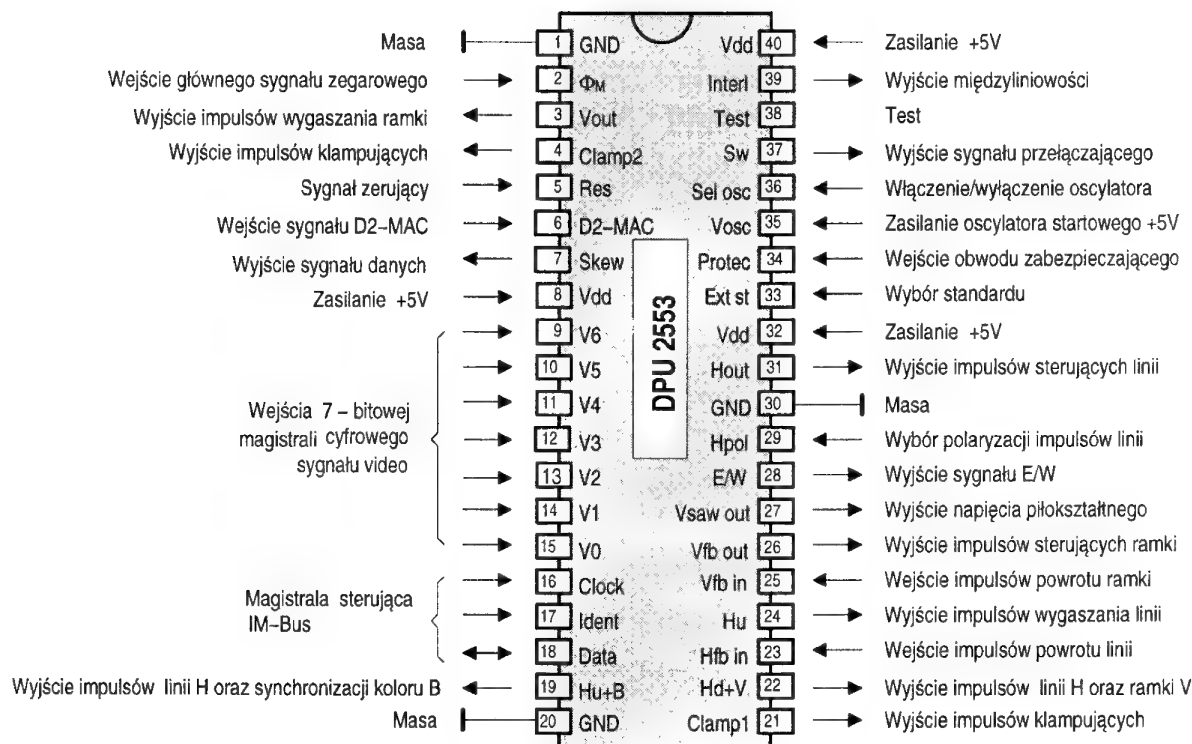 Masa 1 GND Vdd 40 Zasilanie +5V
Wejście głównego sygnału zegarowego 2 ΦM Interl 39 Wyjście międzyliniowości
Wyjście impulsów wygaszania ramki 3 Vout Test 38 Test
Wyjście impulsów klampujących 4 Clamp2 Sw 37 Wyjście sygnału przełączającego
Sygnał zerujący 5 Res Sel osc 36 Włączenie/wyłączenie oscylatora
Wejście sygnału D2-MAC 6 D2-MAC Vosc 35 Zasilanie oscylatora startowego +5V
Wyjście sygnału danych 7 Skew Protec 34 Wejście obwodu zabezpieczającego
Zasilanie +5V 8 Vdd Ext st 33 Wybór standardu
9 V6 Vdd 32 Zasilanie +5V
10 V5 Hout 31 Wyjście impulsów sterujących linii
11 V4 GND 30 Masa
12 V3 Hpol 29 Wybór polaryzacji impulsów linii
13 V2 E/W 28 Wyjście sygnału E/W
14 V1 Vsaw out 27 Wyjście napięcia piłokształtnego
15 V0 Vfb out 26 Wyjście impulsów sterujących ramki
Wejścia 7 – bitowej
magistrali cyfrowego
sygnału video
DPU 2553
16 Clock Vfb in 25 Wejście impulsów powrotu ramki
17 Ident Hu 24 Wyjście impulsów wygaszania linii
18 Data Hfb in 23 Wejście impulsów powrotu linii
Magistrala sterująca
IM-Bus
Wyjście impulsów linii H oraz synchronizacji koloru B 19 Hu+B Hd+V 22 Wyjście impulsów linii H oraz ramki V
Masa 20 GND Clamp1 21 Wyjście impulsów klampujących